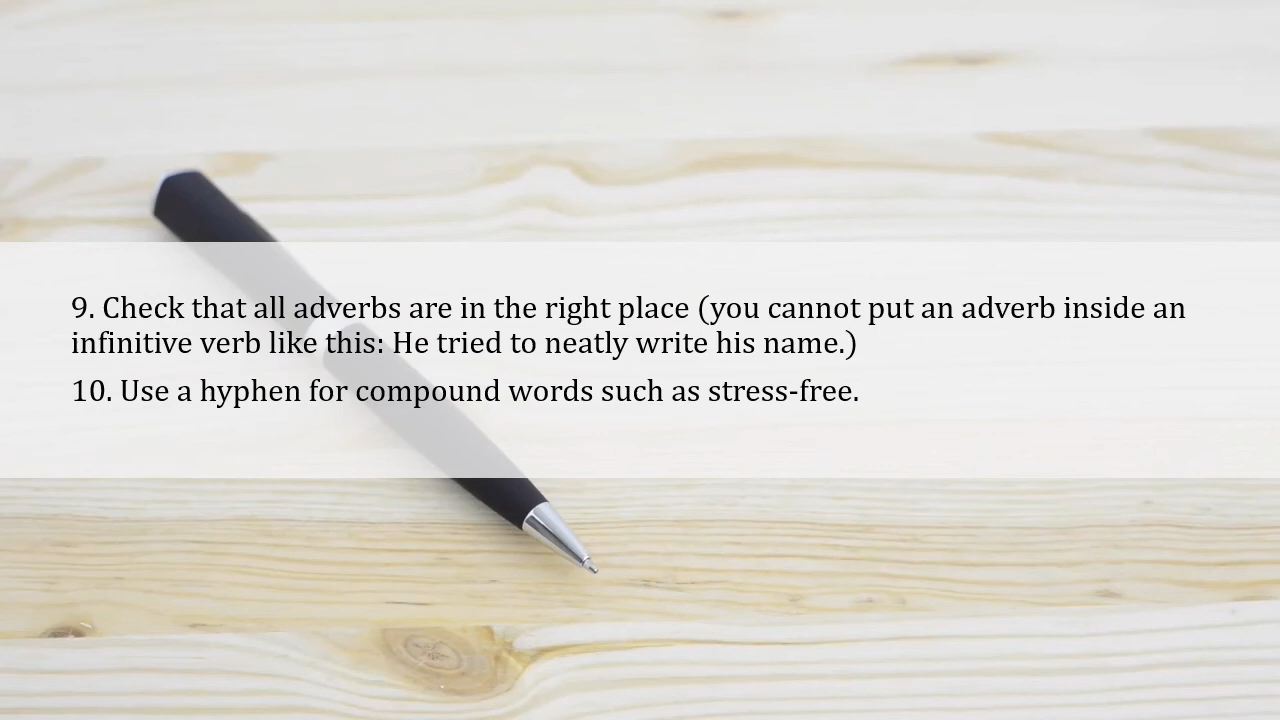 9. Check that all adverbs are in the right place (you cannot put an adverb inside an
infinitive verb like this: He tried to neatly write his name.)
10. Use a hyphen for compound words such as stress-free.